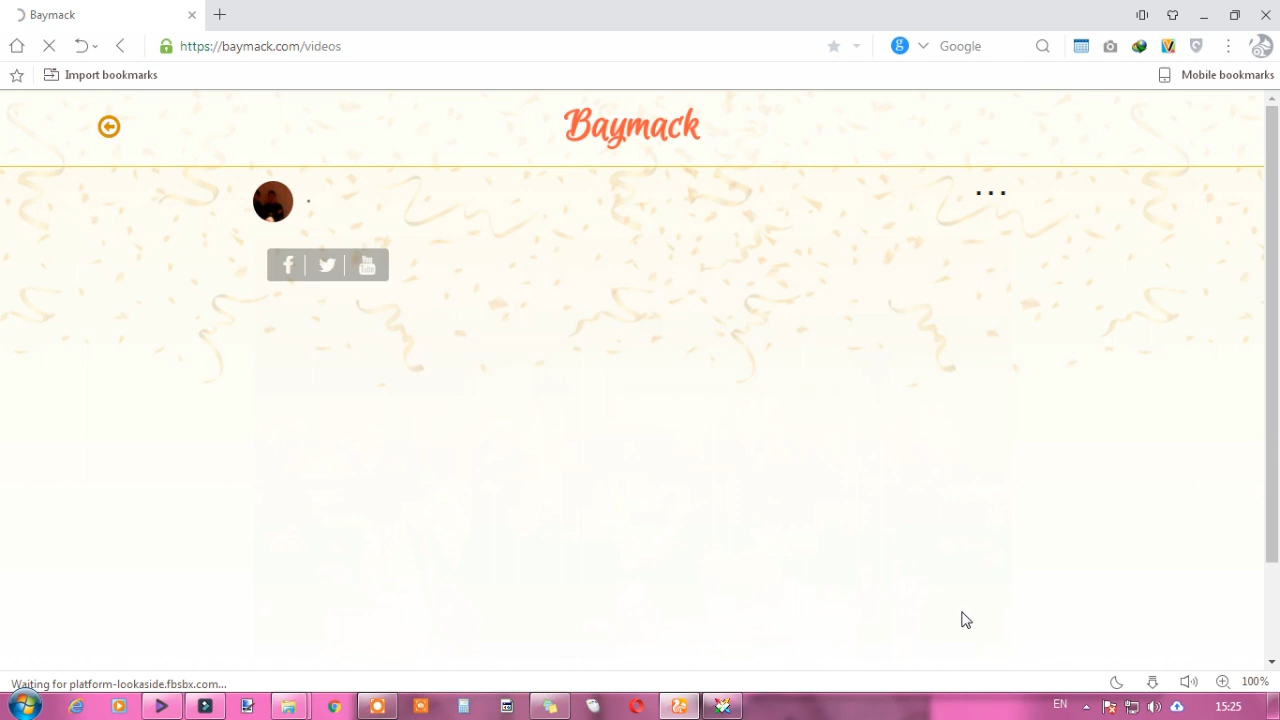 Baymack
https://baymack.com/videos
Google
Import bookmarks
Mobile bookmarks
Baymack
...
Waiting for platform-lookaside.fbsbx.com...
100%
EN
15:25